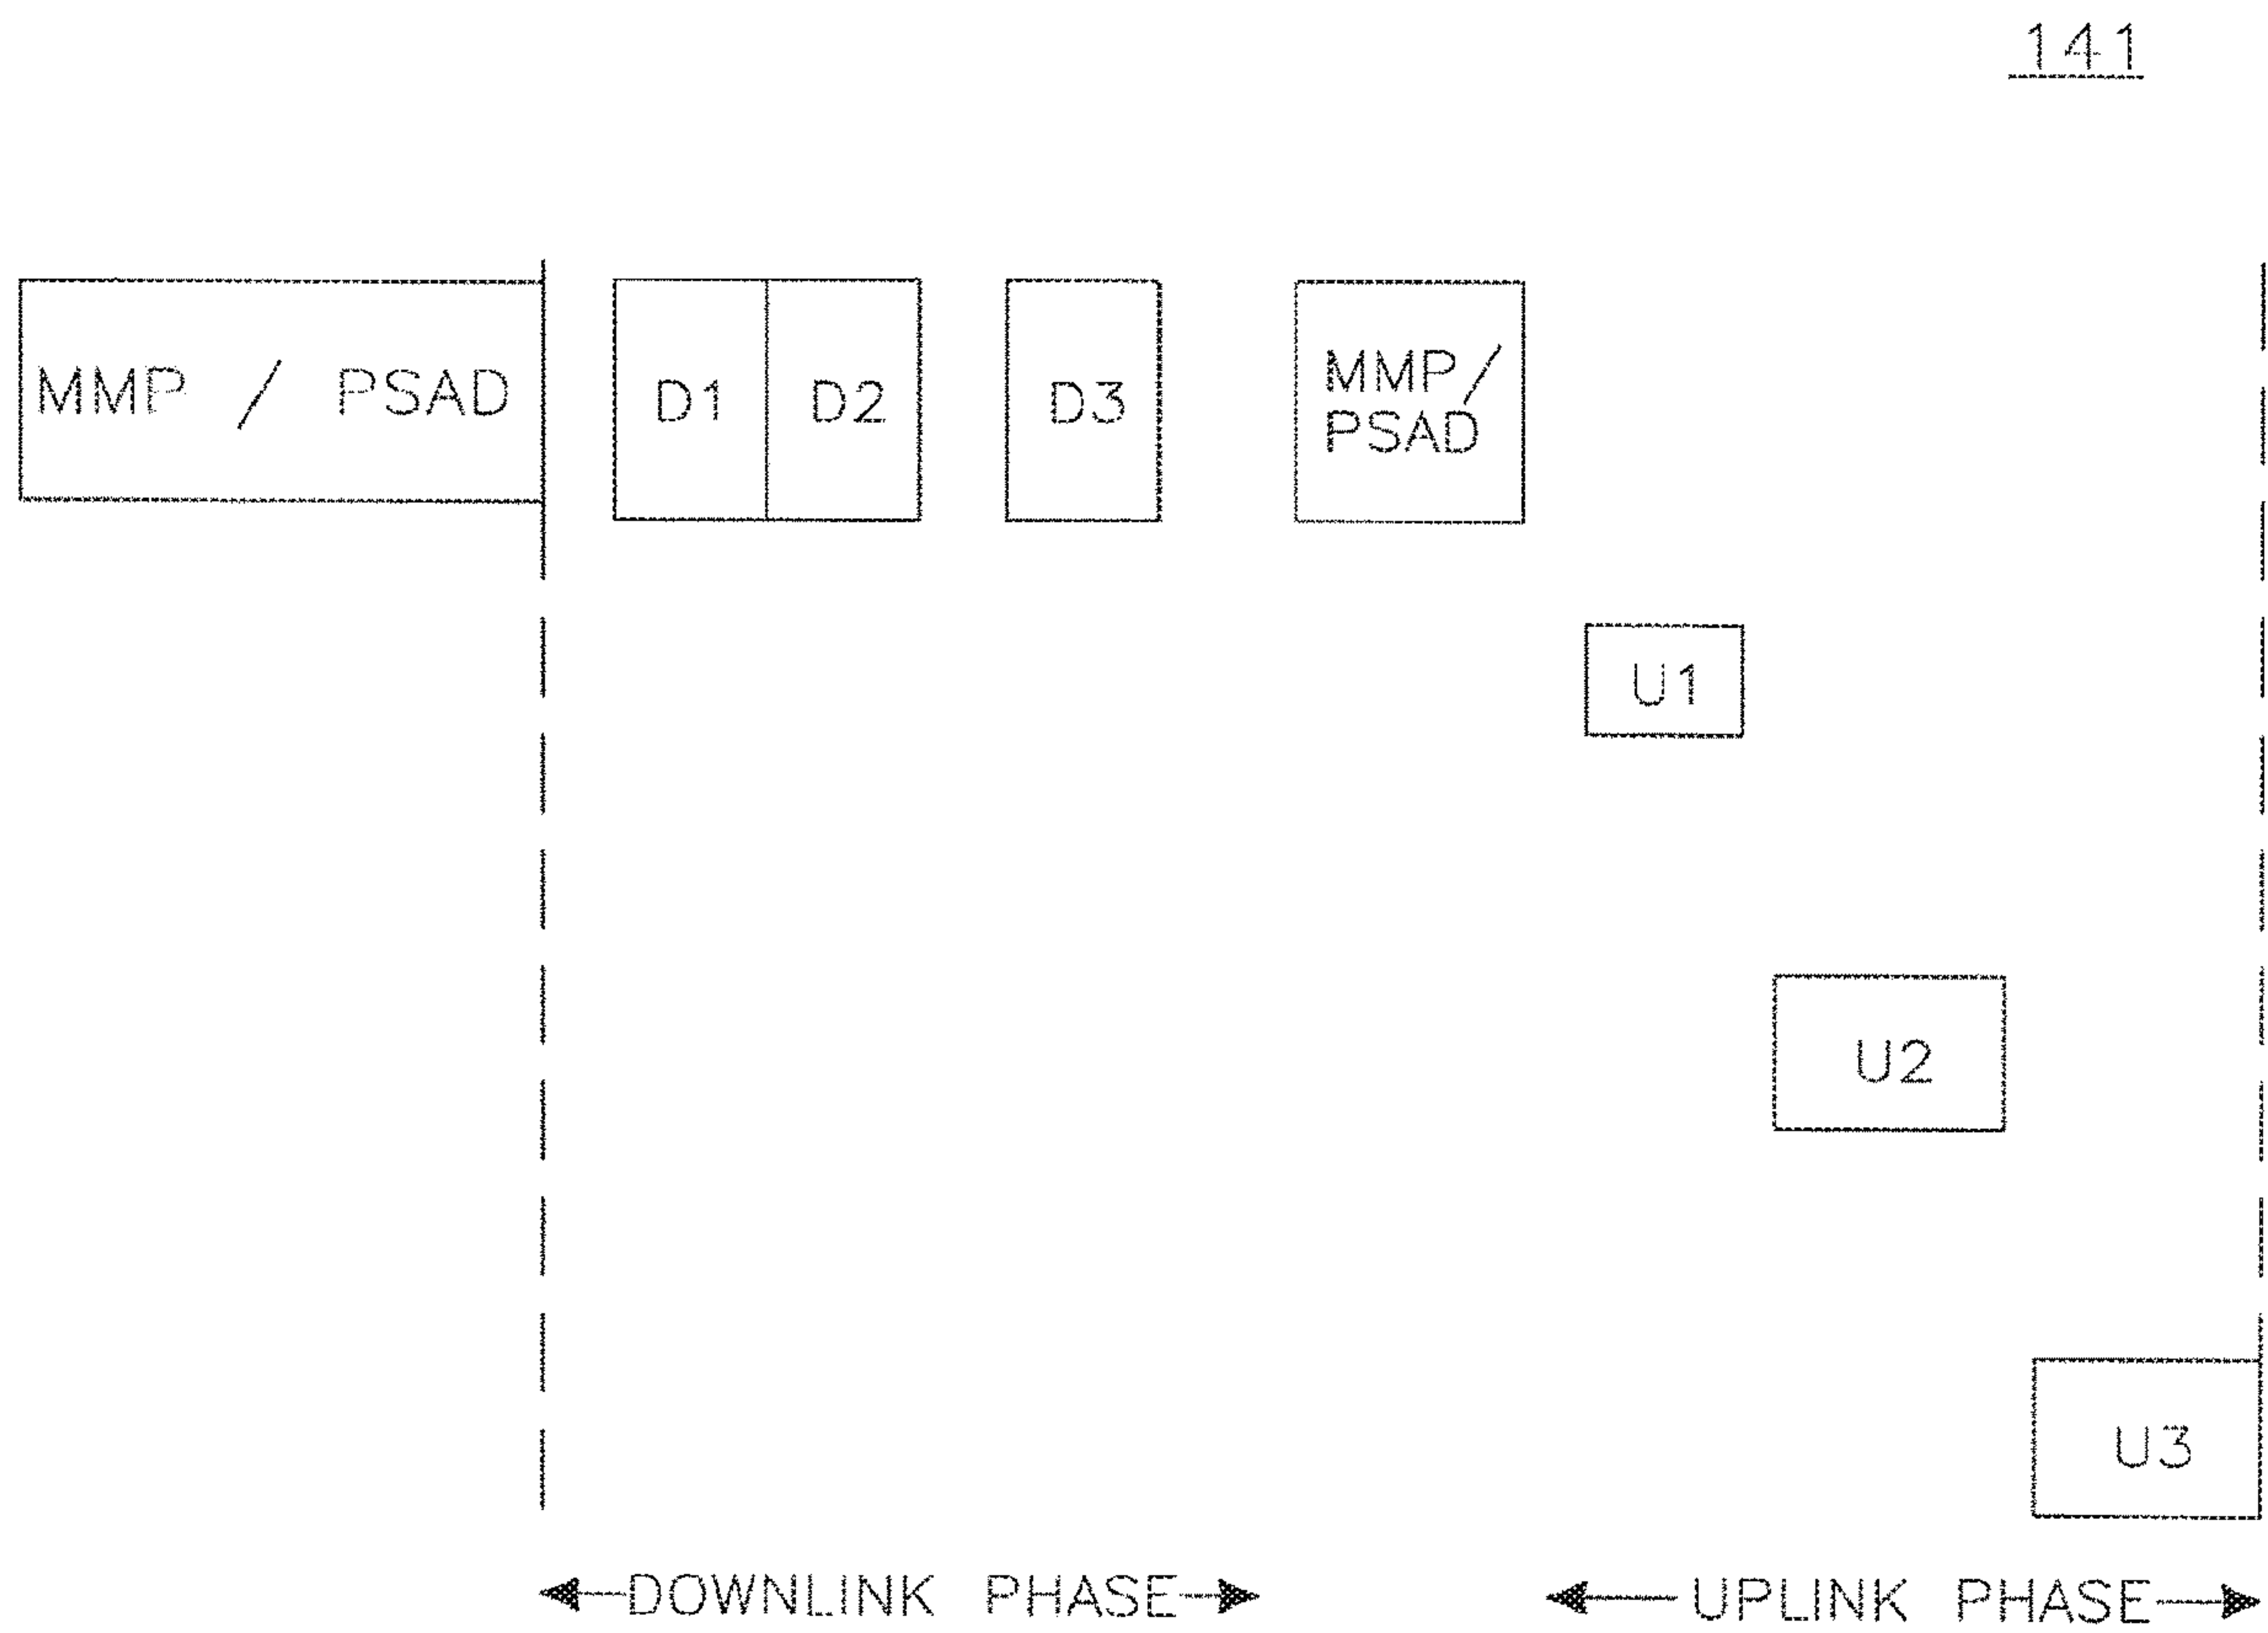 141
MMP / PSAD
D1
D2
D3
MMP/
PSAD
U1
U2
U3
DOWNLINK PHASE
UPLINK PHASE